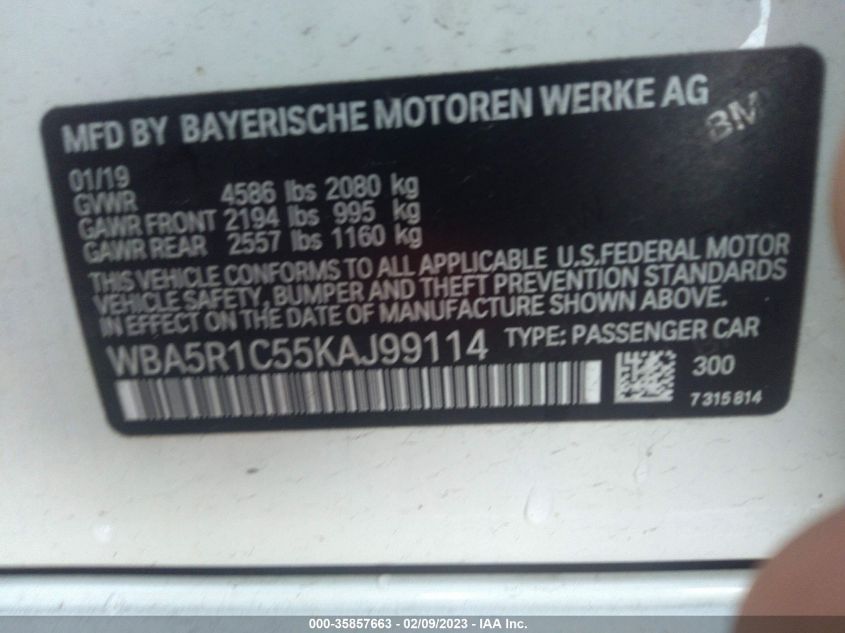 MFD BY BAYERISCHE MOTOREN WERKE AG
BM
01/19
GVWR 4586 lbs 2080 kg
GAWR FRONT 2194 lbs 995 kg
GAWR REAR 2557 lbs 1160 kg
THIS VEHICLE CONFORMS TO ALL APPLICABLE U.S.FEDERAL MOTOR
VEHICLE SAFETY, BUMPER AND THEFT PREVENTION STANDARDS
IN EFFECT ON THE DATE OF MANUFACTURE SHOWN ABOVE.
WBA5R1C55KAJ99114 TYPE: PASSENGER CAR
300
7315814
000-35857663 - 02/09/2023 - IAA Inc.